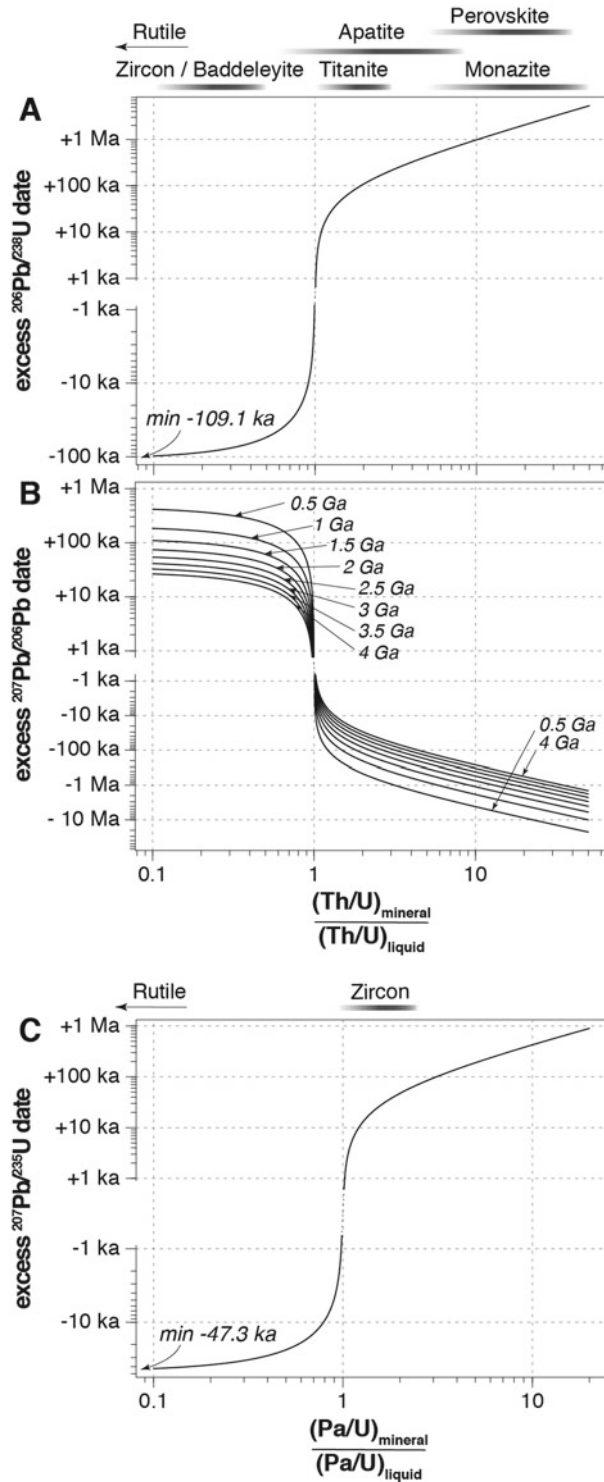 Perovskite
Rutile Apatite
Zircon / Baddeleyite Titanite Monazite
A
excess ²⁰⁶Pb/²³⁸U date
+1 Ma
+100 ka
+10 ka
+1 ka
-1 ka
-10 ka
-100 ka
min -109.1 ka
B
excess ²⁰⁷Pb/²⁰⁶Pb date
+1 Ma
+100 ka
+10 ka
+1 ka
-1 ka
-10 ka
-100 ka
-1 Ma
- 10 Ma
0.5 Ga
1 Ga
1.5 Ga
2 Ga
2.5 Ga
3 Ga
3.5 Ga
4 Ga
0.5 Ga
4 Ga
0.1 1 10
(Th/U)mineral
(Th/U)liquid
Rutile Zircon
C
excess ²⁰⁷Pb/²³⁵U date
+1 Ma
+100 ka
+10 ka
+1 ka
-1 ka
-10 ka
min -47.3 ka
0.1 1 10
(Pa/U)mineral
(Pa/U)liquid